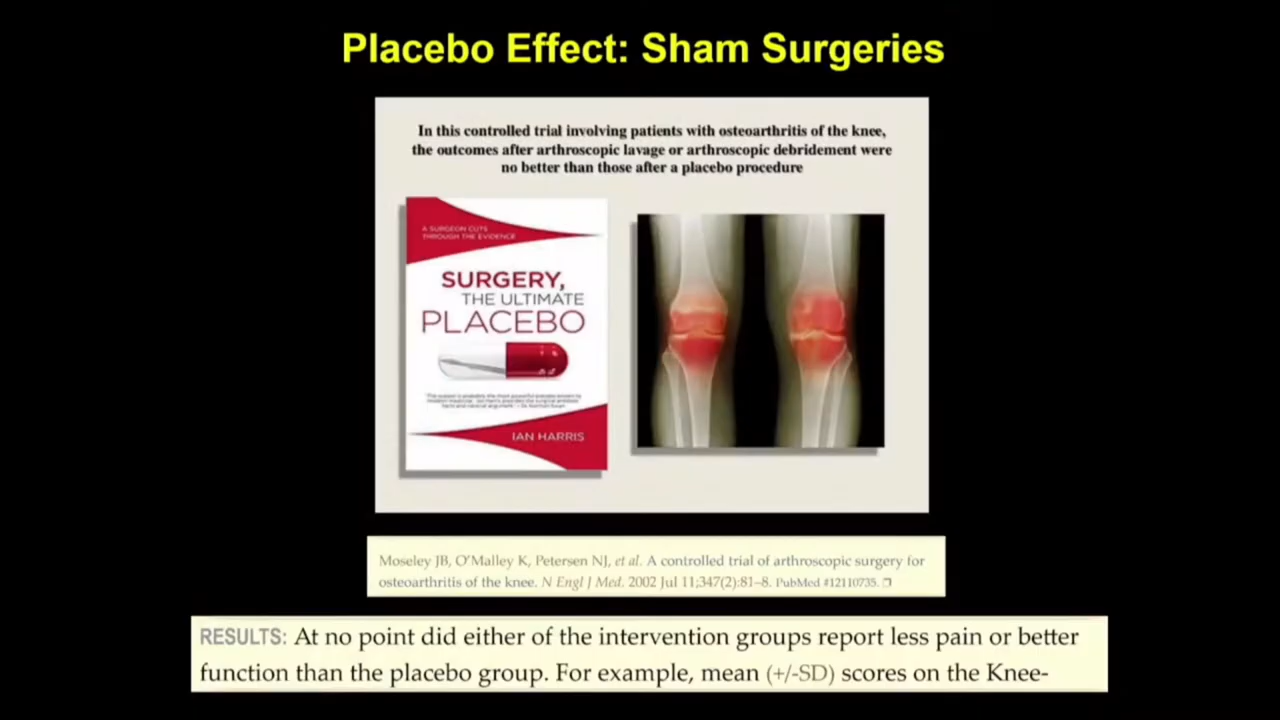 Placebo Effect: Sham Surgeries
In this controlled trial involving patients with osteoarthritis of the knee,
the outcomes after arthroscopic lavage or arthroscopic debridement were
no better than those after a placebo procedure
A SURGEON CUTS
THROUGH THE EVIDENCE
SURGERY,
THE ULTIMATE
PLACEBO
IAN HARRIS
Moseley JB, O'Malley K, Petersen NJ, et al. A controlled trial of arthroscopic surgery for
osteoarthritis of the knee. N Engl J Med. 2002 Jul 11;347(2):81–8. PubMed #12110735. ❐
RESULTS: At no point did either of the intervention groups report less pain or better
function than the placebo group. For example, mean (+/-SD) scores on the Knee-